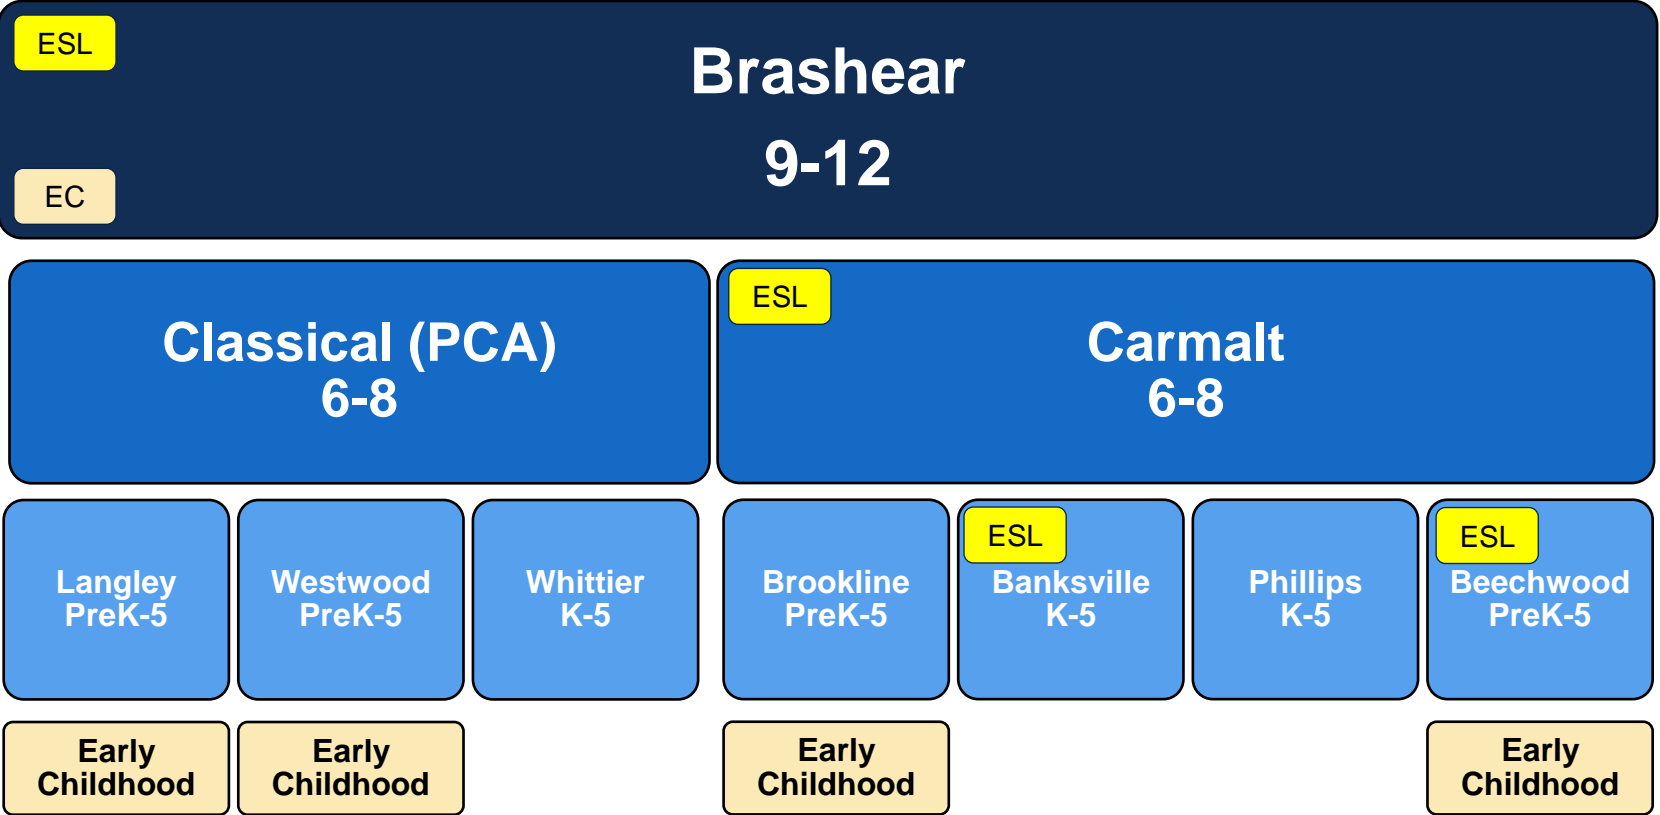 ESL
Brashear
9-12
EC
Classical (PCA)
6-8
ESL
Carmalt
6-8
Langley
PreK-5
Westwood
PreK-5
Whittier
K-5
Brookline
PreK-5
ESL
Banksville
K-5
Phillips
K-5
ESL
Beechwood
PreK-5
Early
Childhood
Early
Childhood
Early
Childhood
Early
Childhood